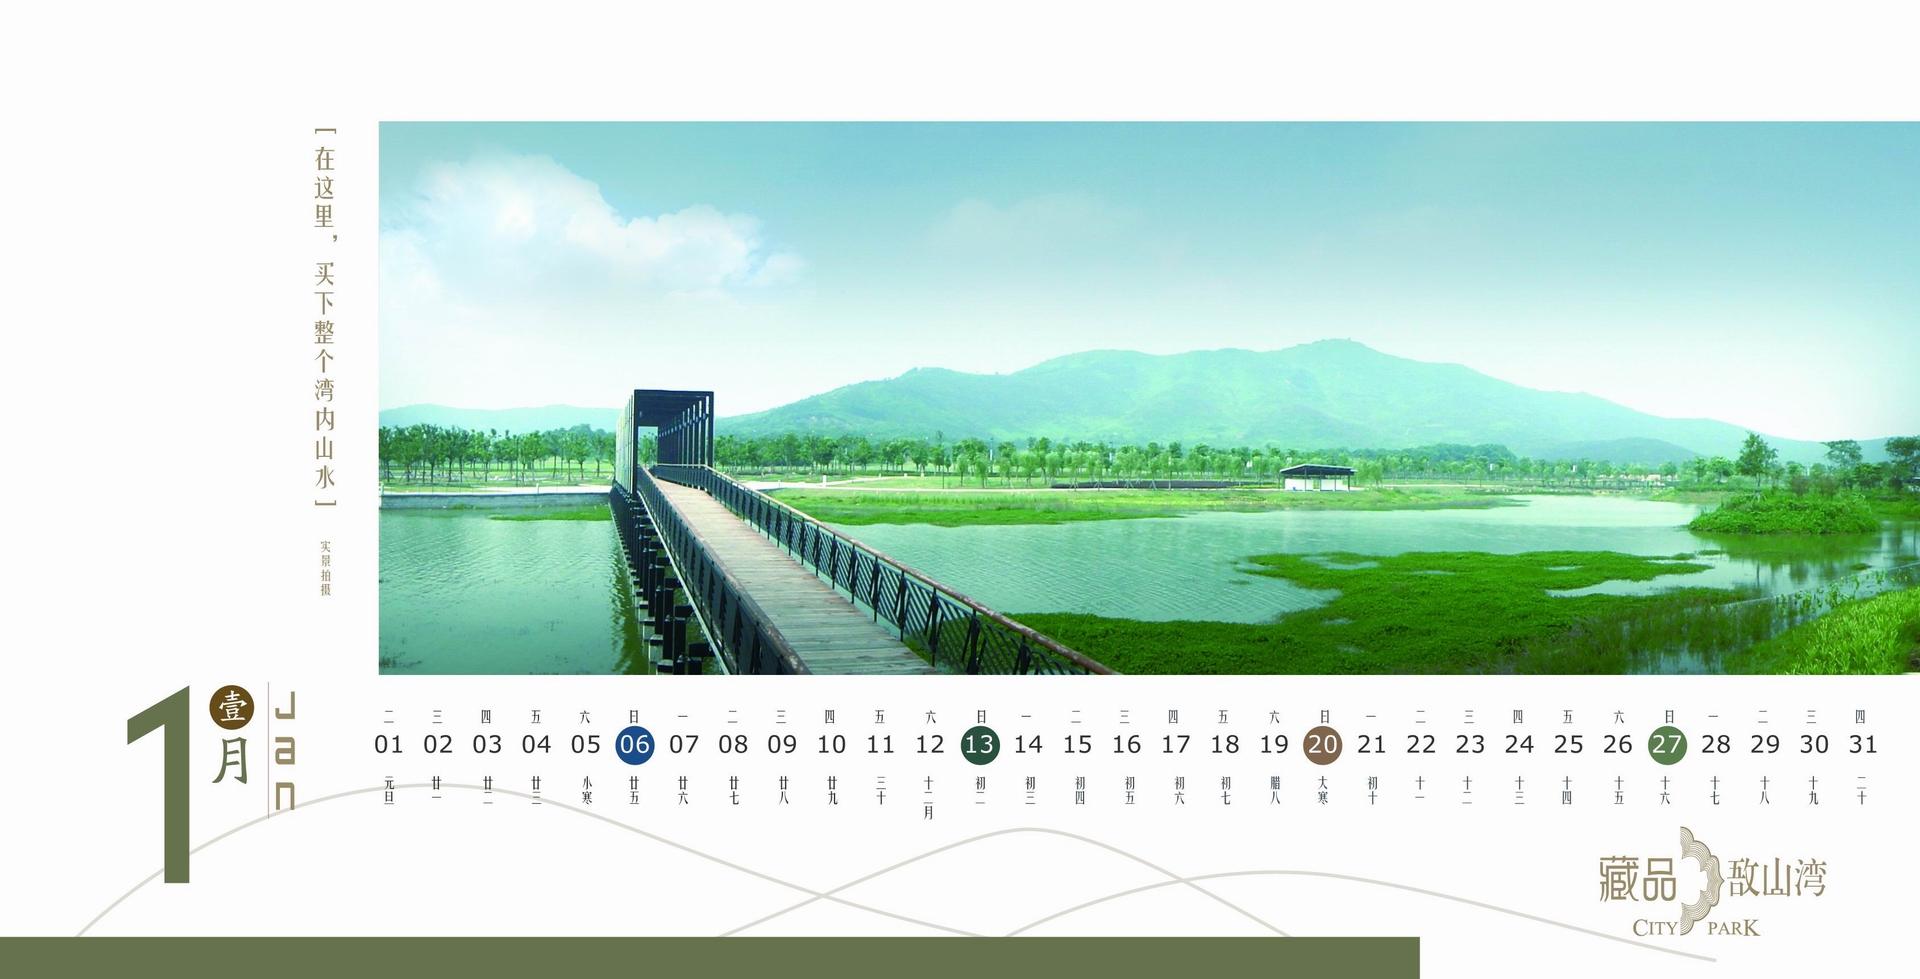 [在这里，买下整个湾内山水]
实景拍摄
1
壹月
Jan
二 三 四 五 六 日 一 二 三 四 五 六 日 一 二 三 四 五 六 日 一 二 三 四 五 六 日 一 二 三 四
01 02 03 04 05 06 07 08 09 10 11 12 13 14 15 16 17 18 19 20 21 22 23 24 25 26 27 28 29 30 31
元旦 廿一 廿二 廿三 小寒 廿五 廿六 廿七 廿八 廿九 三十 十二月 初二 初三 初四 初五 初六 初七 腊八 大寒 初十 十一 十二 十三 十四 十五 十六 十七 十八 十九 二十
藏品 敔山湾
CITY PARK